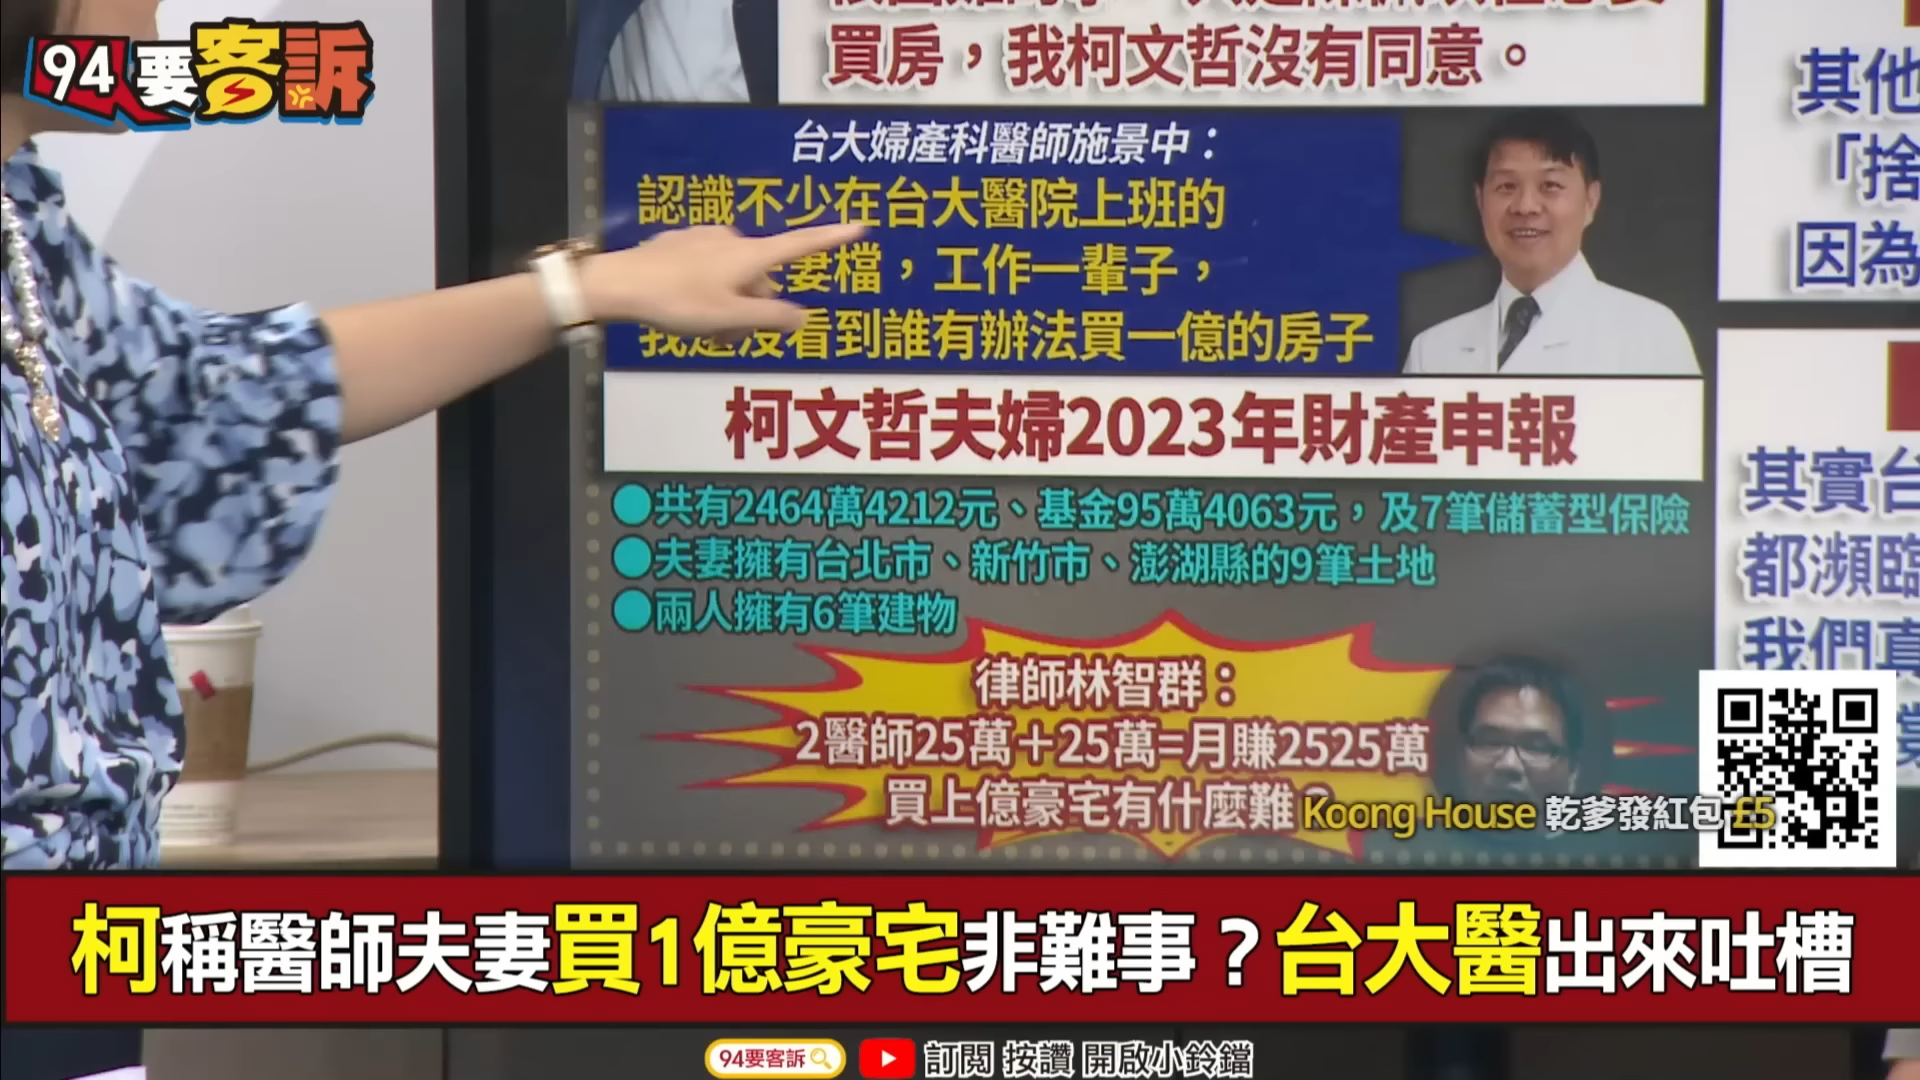 94要客訴
買房，我柯文哲沒有同意。
台大婦產科醫師施景中：
認識不少在台大醫院上班的
妻檔，工作一輩子，
我還沒看到誰有辦法買一億的房子
柯文哲夫婦2023年財產申報
●共有2464萬4212元、基金95萬4063元，及7筆儲蓄型保險
●夫妻擁有台北市、新竹市、澎湖縣的9筆土地
●兩人擁有6筆建物
律師林智群：
2醫師25萬＋25萬=月賺2525萬
買上億豪宅有什麼難？
其他
「捨
因為
其實台
都瀕臨
我們真
Koong House 乾爹發紅包 £5
柯稱醫師夫妻買1億豪宅非難事？台大醫出來吐槽
94要客訴
訂閱 按讚 開啟小鈴鐺